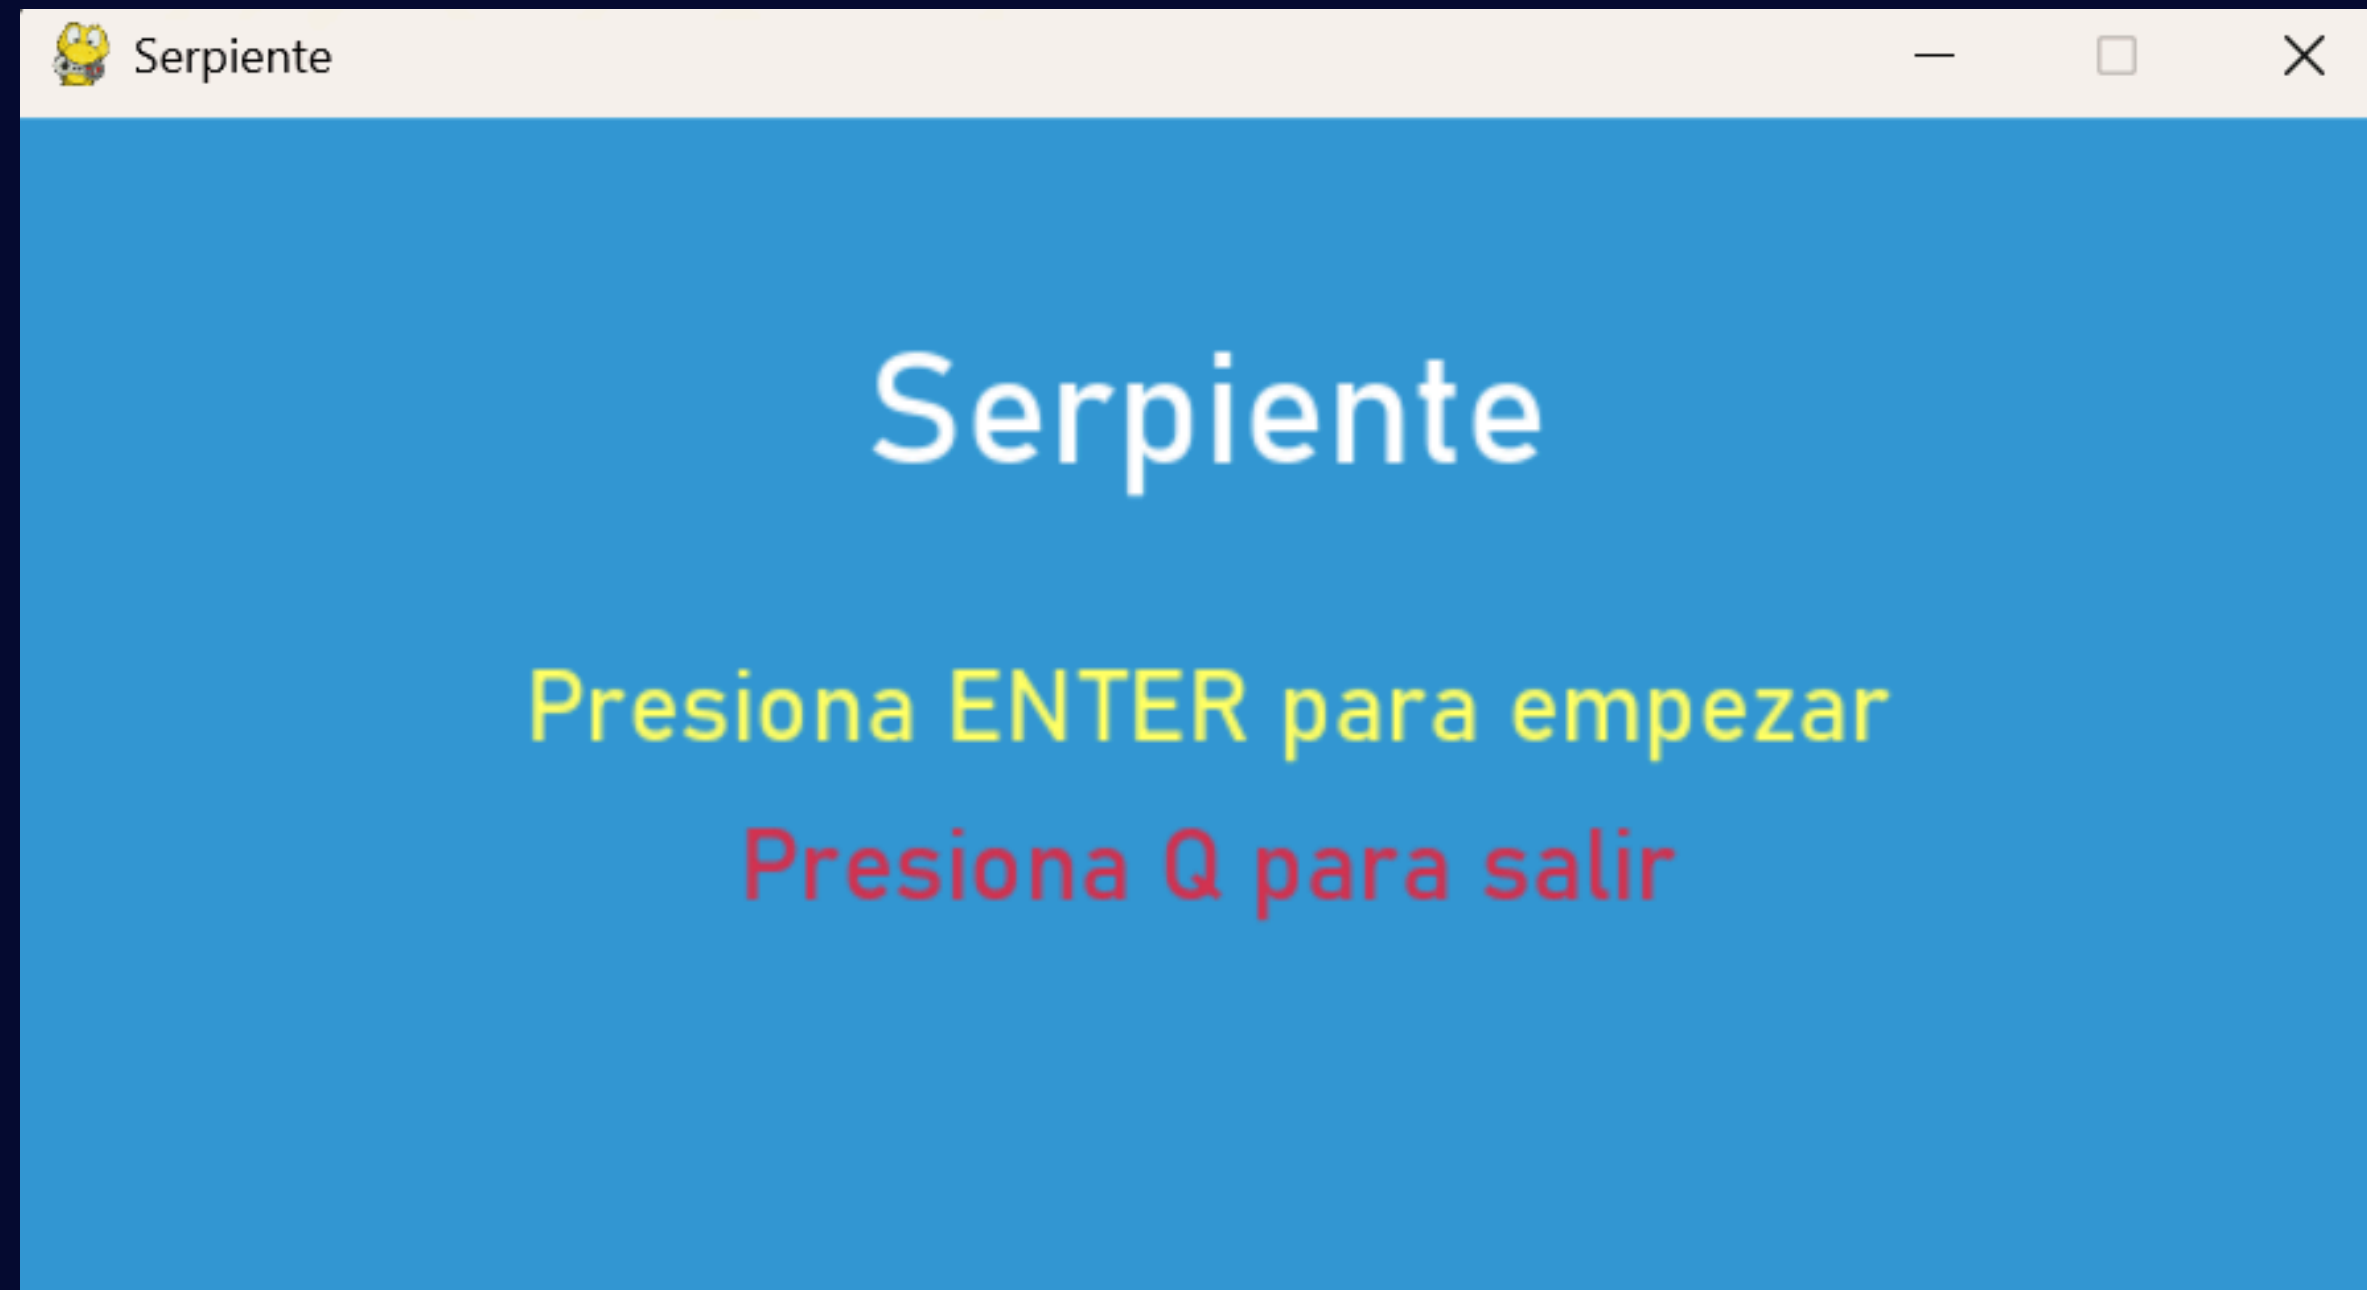 Serpiente
Serpiente
Presiona ENTER para empezar
Presiona Q para salir